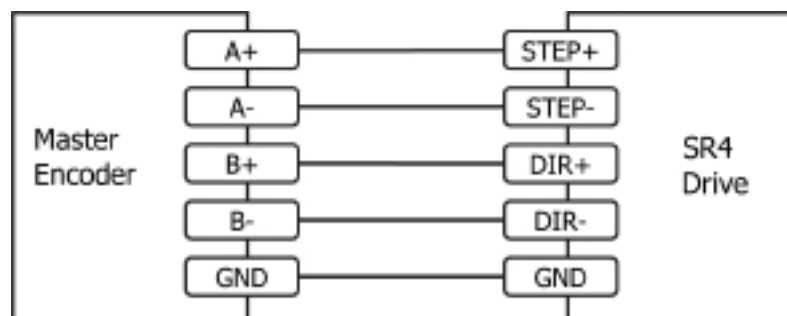 Master
Encoder
A+
A-
B+
B-
GND
STEP+
STEP-
DIR+
DIR-
GND
SR4
Drive